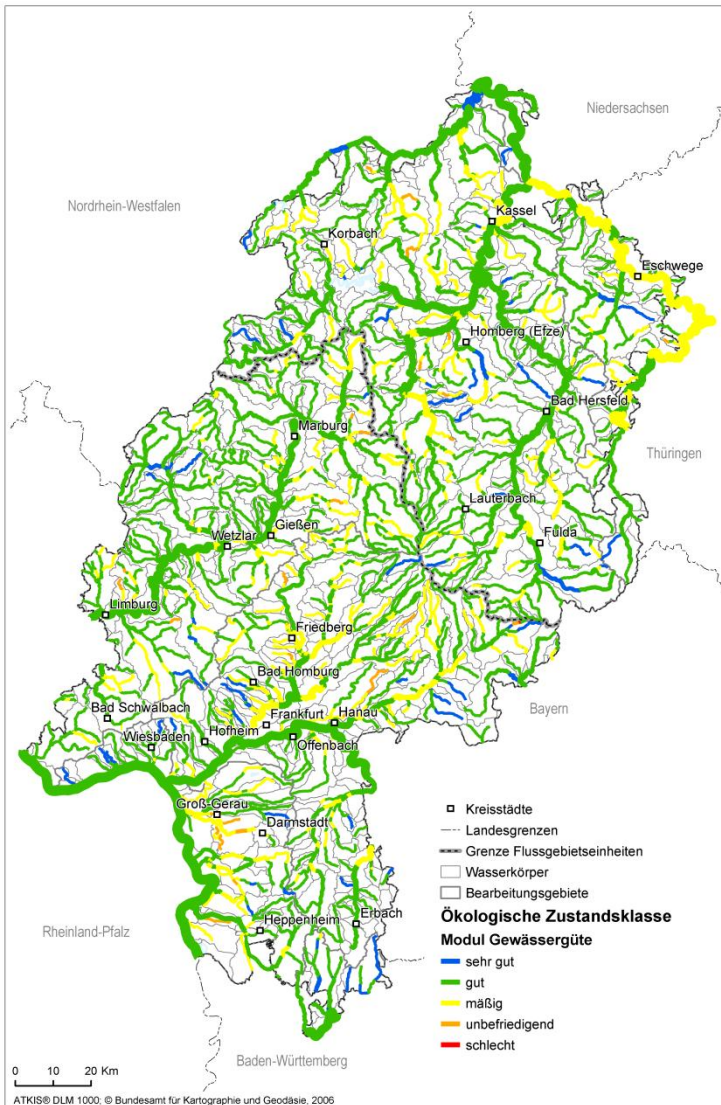 Niedersachsen
Nordrhein-Westfalen
Kassel
Korbach
Eschwege
Homberg (Efze)
Bad Hersfeld
Marburg
Thüringen
Lauterbach
Gießen
Wetzlar
Fulda
Limburg
Friedberg
Bad Homburg
Bad Schwalbach
Hanau
Bayern
Frankfurt
Hofheim
Wiesbaden
Offenbach
Groß-Gerau
Darmstadt
Kreisstädte
Landesgrenzen
Grenze Flussgebietseinheiten
Wasserkörper
Bearbeitungsgebiete
Ökologische Zustandsklasse
Modul Gewässergüte
sehr gut
gut
mäßig
unbefriedigend
schlecht
Erbach
Heppenheim
Rheinland-Pfalz
Baden-Württemberg
0 10 20 Km
ATKIS® DLM 1000; © Bundesamt für Kartographie und Geodäsie, 2006